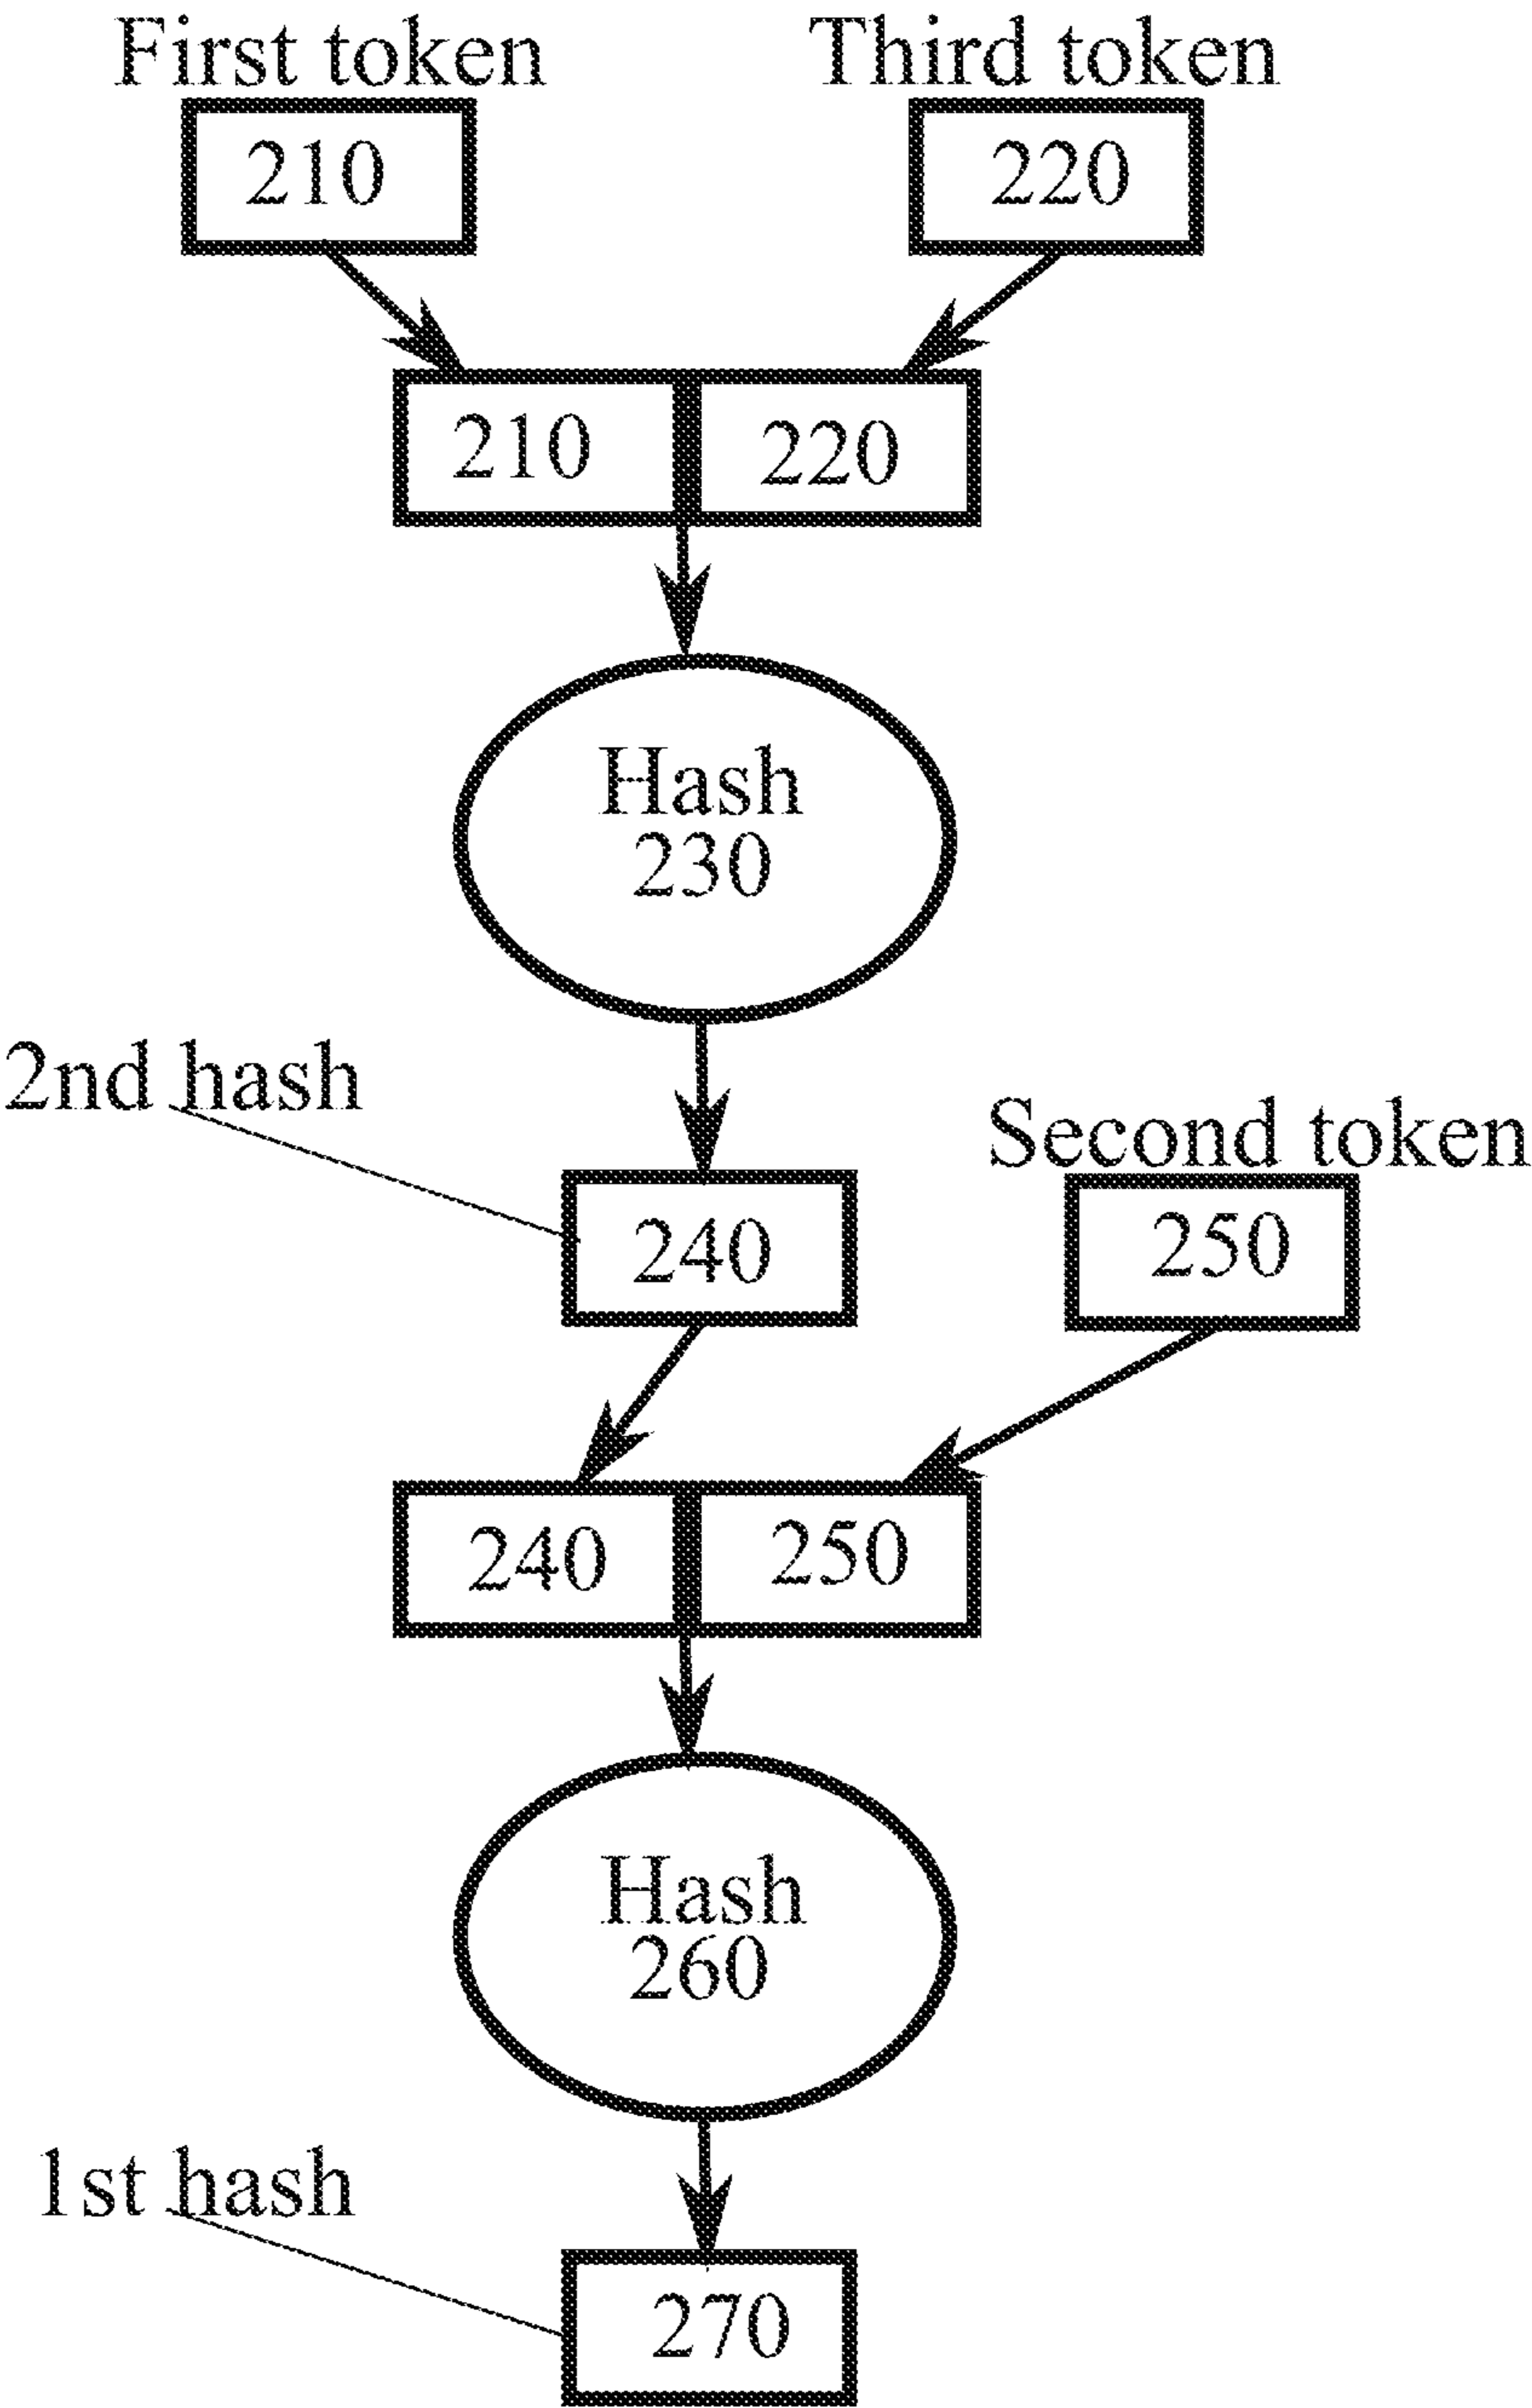 First token
Third token
210
220
210
220
Hash
230
2nd hash
Second token
240
250
240
250
Hash
260
1st hash
270